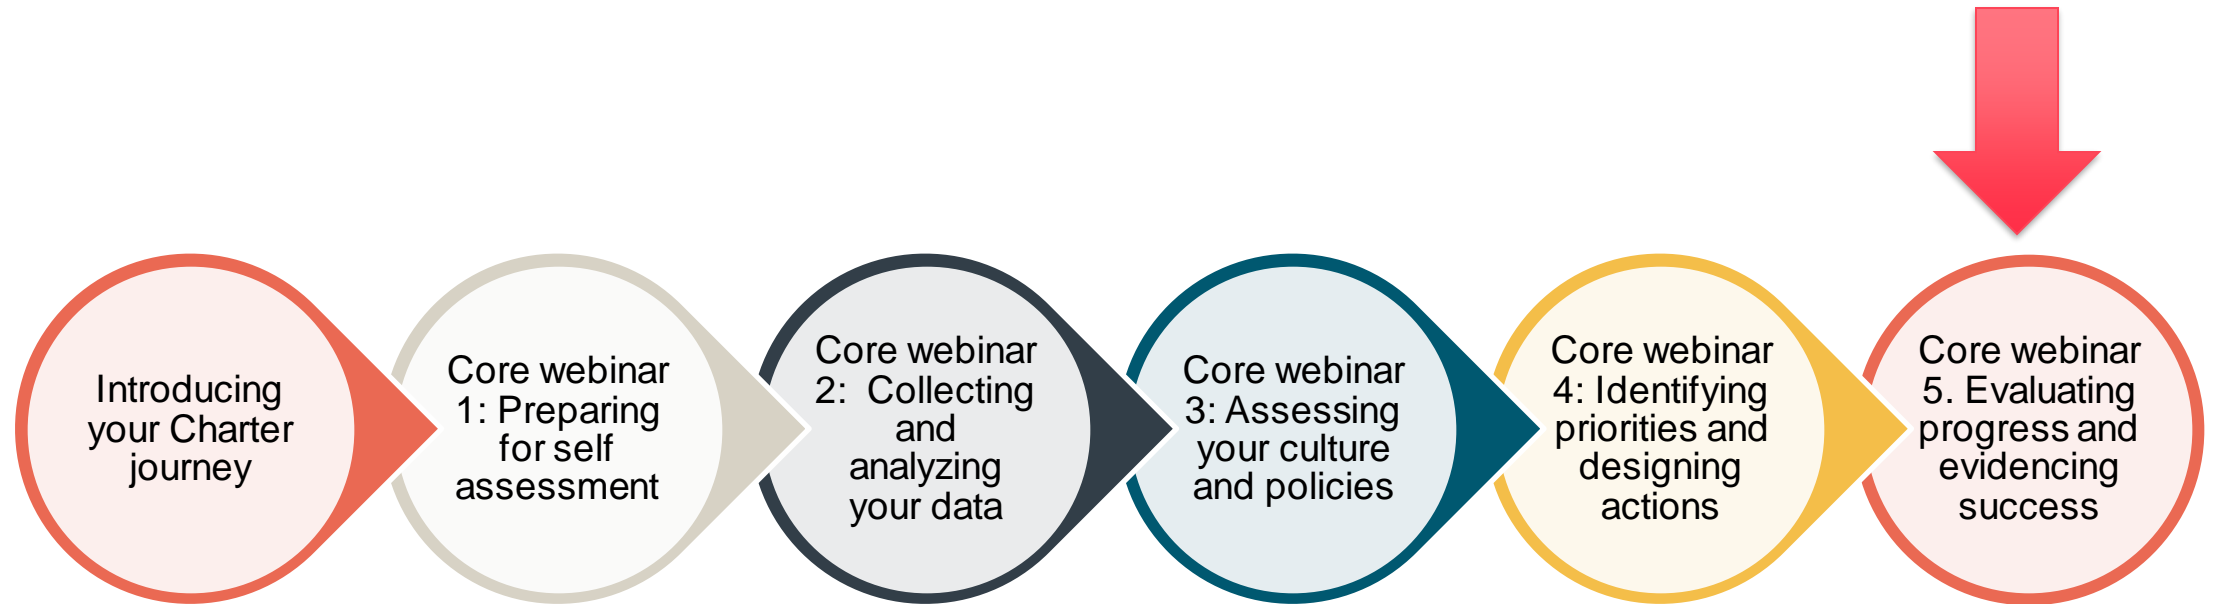 Introducing
your Charter
journey
Core webinar
1: Preparing
for self
assessment
Core webinar
2:  Collecting
and
analyzing
your data
Core webinar
3: Assessing
your culture
and policies
Core webinar
4: Identifying
priorities and
designing
actions
Core webinar
5. Evaluating
progress and
evidencing
success